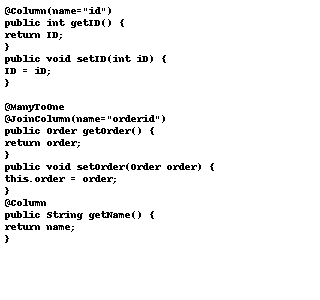 @Column(name="id")
public int getID() {
return ID;
}
public void setID(int iD) {
ID = iD;
}
@ManyToOne
@JoinColumn(name="orderid")
public Order getOrder() {
return order;
}
public void setOrder(Order order) {
this.order = order;
}
@Column
public String getName() {
return name;
}